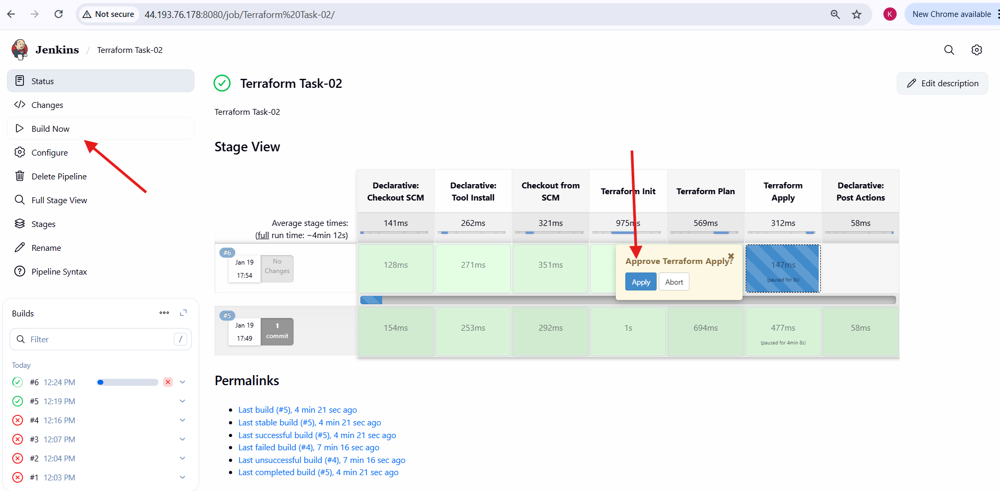 Not secure
44.193.76.178:8080/job/Terraform%20Task-02/
K
New Chrome available
Jenkins / Terraform Task-02
Status
Changes
Build Now
Configure
Delete Pipeline
Full Stage View
Stages
Rename
Pipeline Syntax
Builds
Filter
/
Today
#6 12:24 PM
#5 12:19 PM
#4 12:16 PM
#3 12:07 PM
#2 12:04 PM
#1 12:03 PM
Terraform Task-02
Edit description
Terraform Task-02
Stage View
Declarative: Checkout SCM
Declarative: Tool Install
Checkout from SCM
Terraform Init
Terraform Plan
Terraform Apply
Declarative: Post Actions
Average stage times:
(full run time: ~4min 12s)
141ms
262ms
321ms
975ms
569ms
312ms
58ms
#6
Jan 19
17:54
No Changes
128ms
271ms
351ms
Approve Terraform Apply?
Apply
Abort
147ms
(paused for 8s)
#5
Jan 19
17:49
1 commit
154ms
253ms
292ms
1s
694ms
477ms
(paused for 4min 8s)
58ms
Permalinks
Last build (#5), 4 min 21 sec ago
Last stable build (#5), 4 min 21 sec ago
Last successful build (#5), 4 min 21 sec ago
Last failed build (#4), 7 min 16 sec ago
Last unsuccessful build (#4), 7 min 16 sec ago
Last completed build (#5), 4 min 21 sec ago